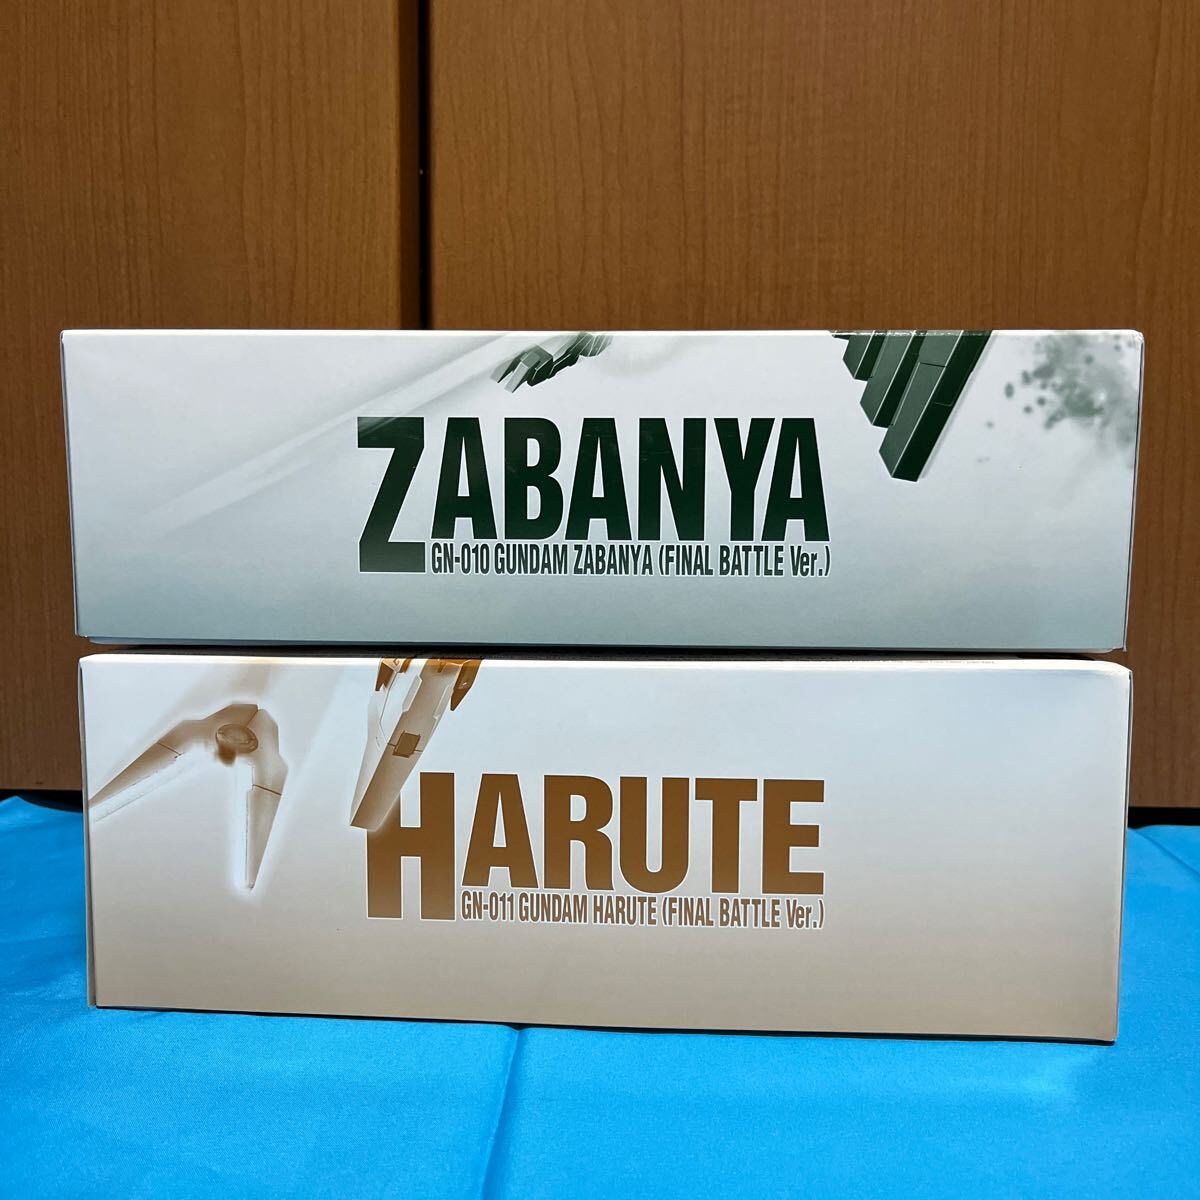 ZABANYA
GN-010 GUNDAM ZABANYA (FINAL BATTLE Ver.)
HARUTE
GN-011 GUNDAM HARUTE (FINAL BATTLE Ver.)